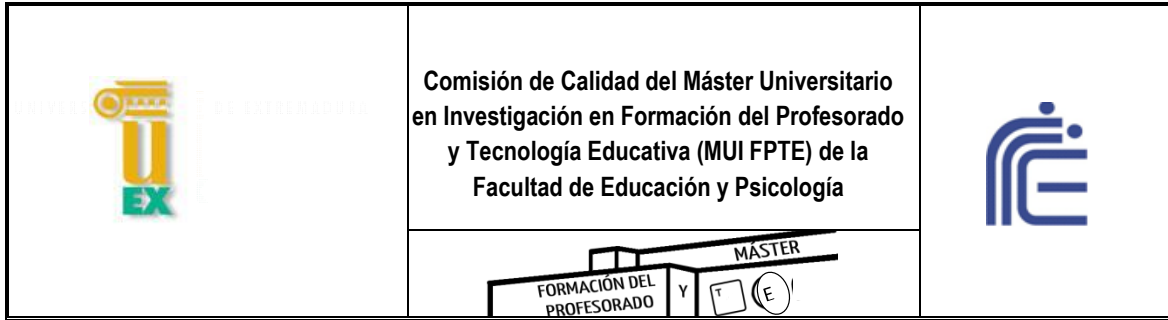 UEX
Comisión de Calidad del Máster Universitario
en Investigación en Formación del Profesorado
y Tecnología Educativa (MUI FPTE) de la
Facultad de Educación y Psicología
MÁSTER
FORMACIÓN DEL
PROFESORADO
Y
T
E